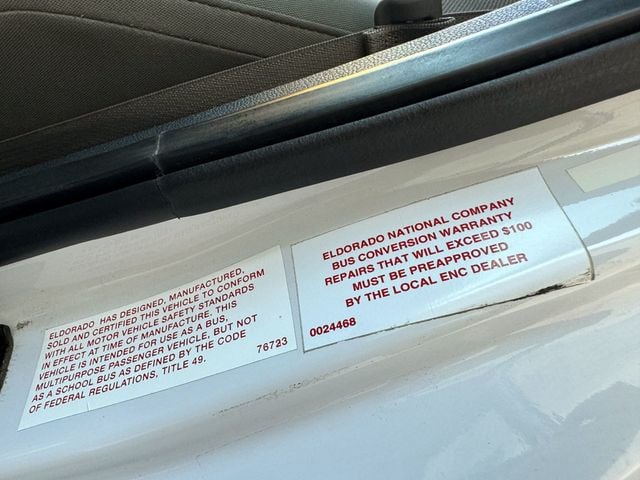 ELDORADO HAS DESIGNED, MANUFACTURED,
SOLD AND CERTIFIED THIS VEHICLE TO CONFORM
WITH ALL MOTOR VEHICLE SAFETY STANDARDS
IN EFFECT AT TIME OF MANUFACTURE, THIS
VEHICLE IS INTENDED FOR USE AS A BUS,
MULTIPURPOSE PASSENGER VEHICLE, BUT NOT
AS A SCHOOL BUS AS DEFINED BY THE CODE
OF FEDERAL REGULATIONS, TITLE 49.
76723
ELDORADO NATIONAL COMPANY
BUS CONVERSION WARRANTY
REPAIRS THAT WILL EXCEED $100
MUST BE PREAPPROVED
BY THE LOCAL ENC DEALER
0024468